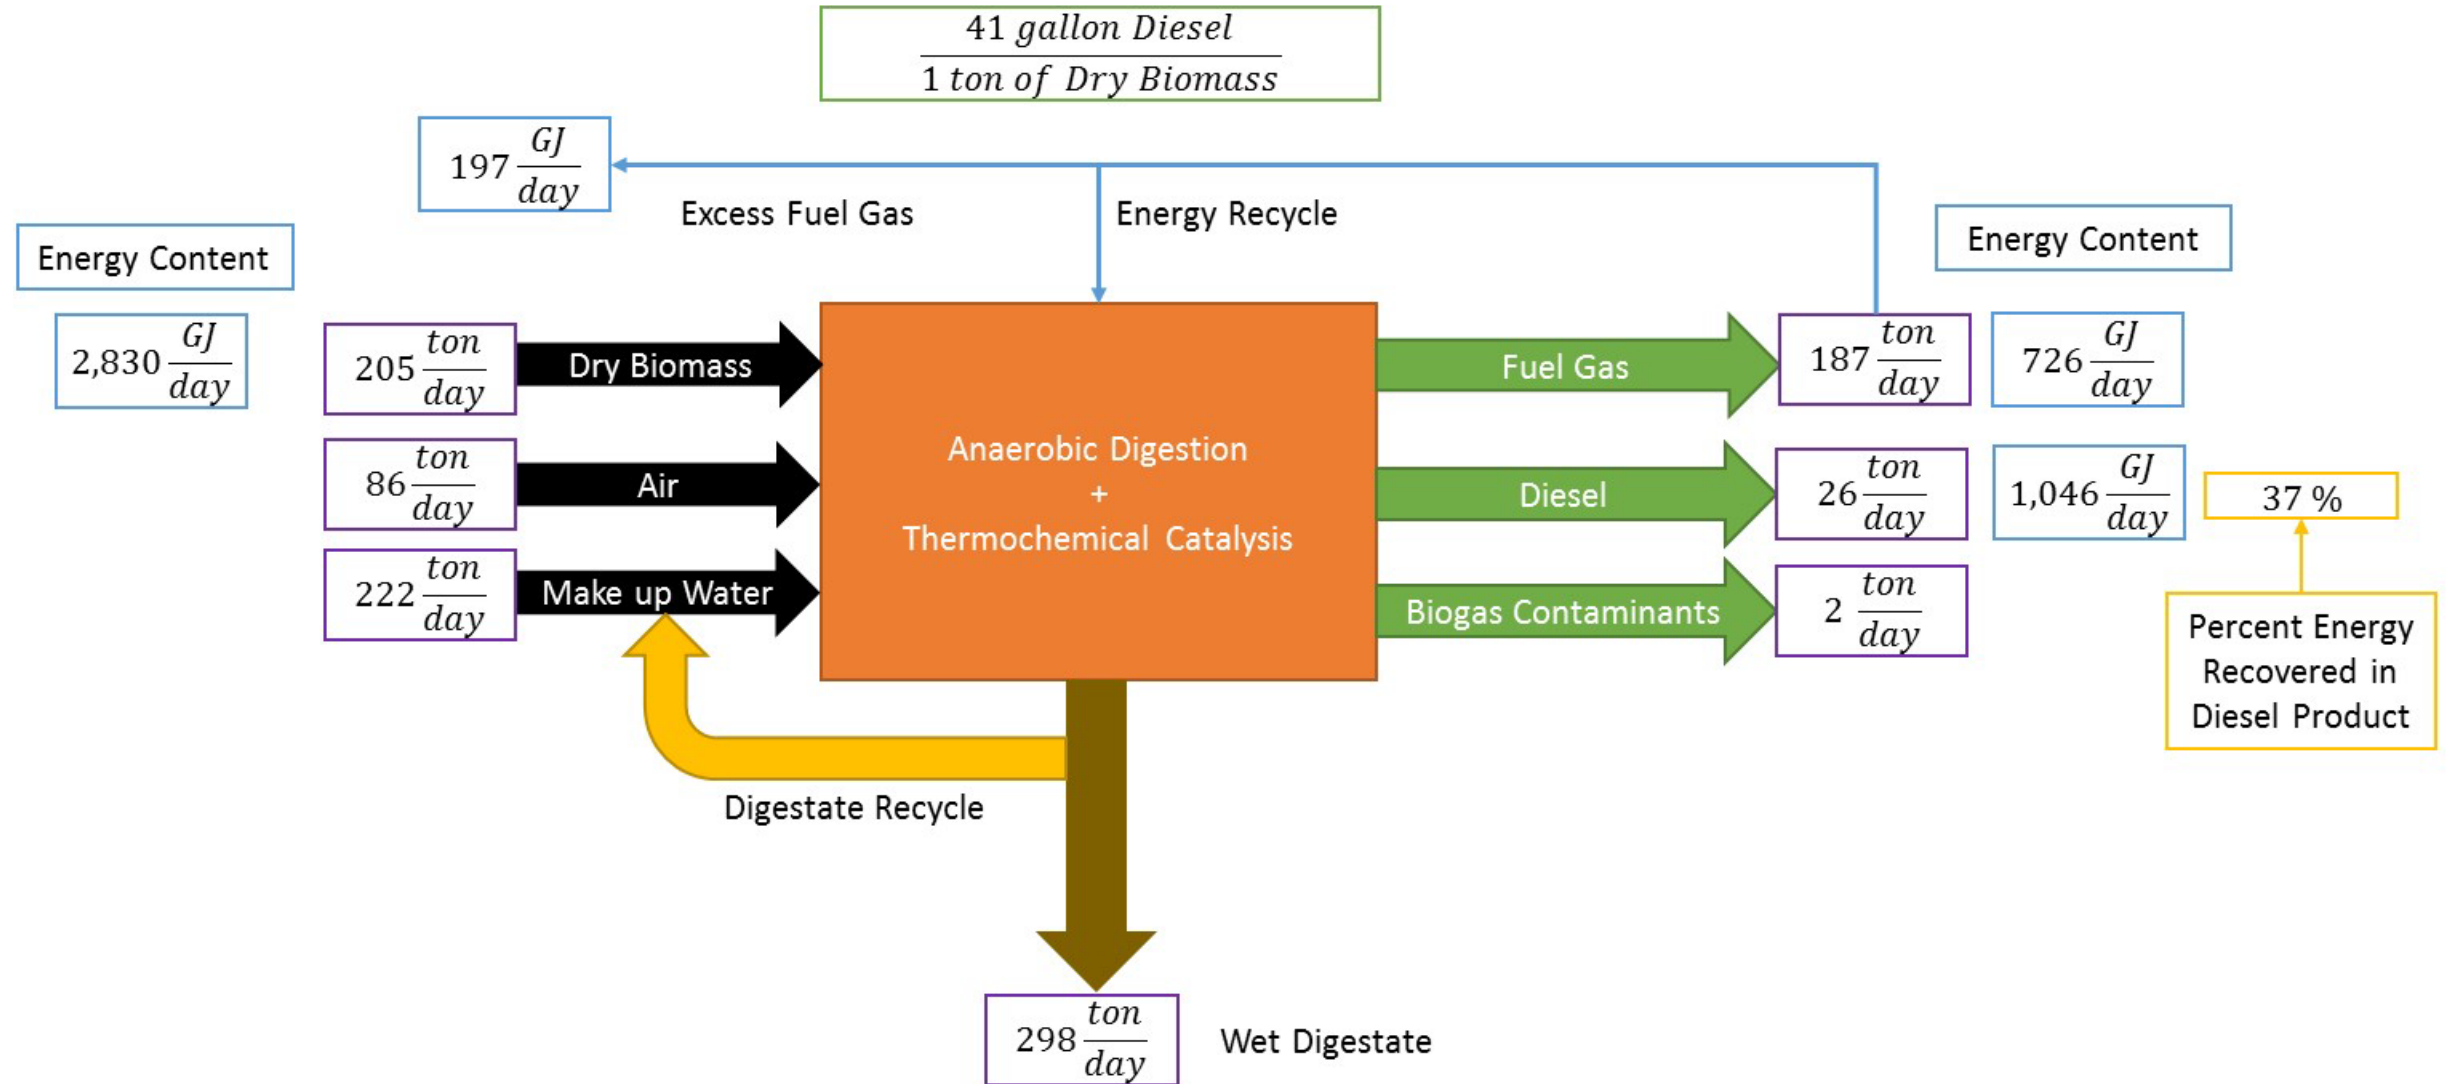 41 gallon Diesel
1 ton of Dry Biomass
197 GJ/day
Excess Fuel Gas
Energy Recycle
Energy Content
Energy Content
2,830 GJ/day
205 ton/day
Dry Biomass
Fuel Gas
187 ton/day
726 GJ/day
86 ton/day
Air
Anaerobic Digestion
+
Thermochemical Catalysis
Diesel
26 ton/day
1,046 GJ/day
37 %
222 ton/day
Make up Water
Biogas Contaminants
2 ton/day
Percent Energy
Recovered in
Diesel Product
Digestate Recycle
298 ton/day
Wet Digestate